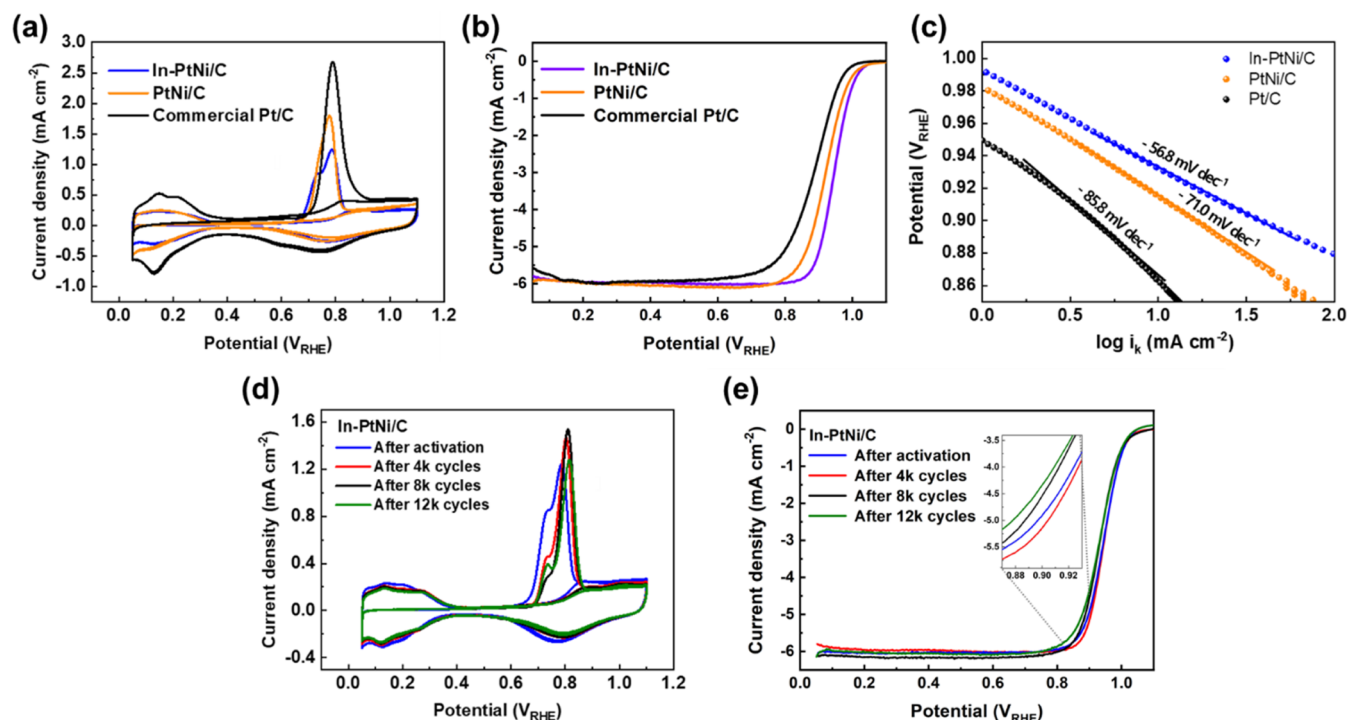 (a)
3.0
2.5
2.0
1.5
1.0
0.5
0.0
-0.5
-1.0
Current density (mA cm⁻²)
In-PtNi/C
PtNi/C
Commercial Pt/C
0.0 0.2 0.4 0.6 0.8 1.0 1.2
Potential (V_RHE)
(b)
0
-1
-2
-3
-4
-5
-6
Current density (mA cm⁻²)
In-PtNi/C
PtNi/C
Commercial Pt/C
0.2 0.4 0.6 0.8 1.0
Potential (V_RHE)
(c)
1.00
0.98
0.96
0.94
0.92
0.90
0.88
0.86
Potential (V_RHE)
In-PtNi/C
PtNi/C
Pt/C
- 56.8 mV dec⁻¹
- 71.0 mV dec⁻¹
- 85.8 mV dec⁻¹
0.0 0.5 1.0 1.5 2.0
log i_k (mA cm⁻²)
(d)
1.6
1.2
0.8
0.4
0.0
-0.4
Current density (mA cm⁻²)
In-PtNi/C
After activation
After 4k cycles
After 8k cycles
After 12k cycles
0.0 0.2 0.4 0.6 0.8 1.0 1.2
Potential (V_RHE)
(e)
0
-1
-2
-3
-4
-5
-6
Current density (mA cm⁻²)
In-PtNi/C
After activation
After 4k cycles
After 8k cycles
After 12k cycles
-3.5
-4.0
-4.5
-5.0
-5.5
0.88 0.90 0.92
0.0 0.2 0.4 0.6 0.8 1.0
Potential (V_RHE)